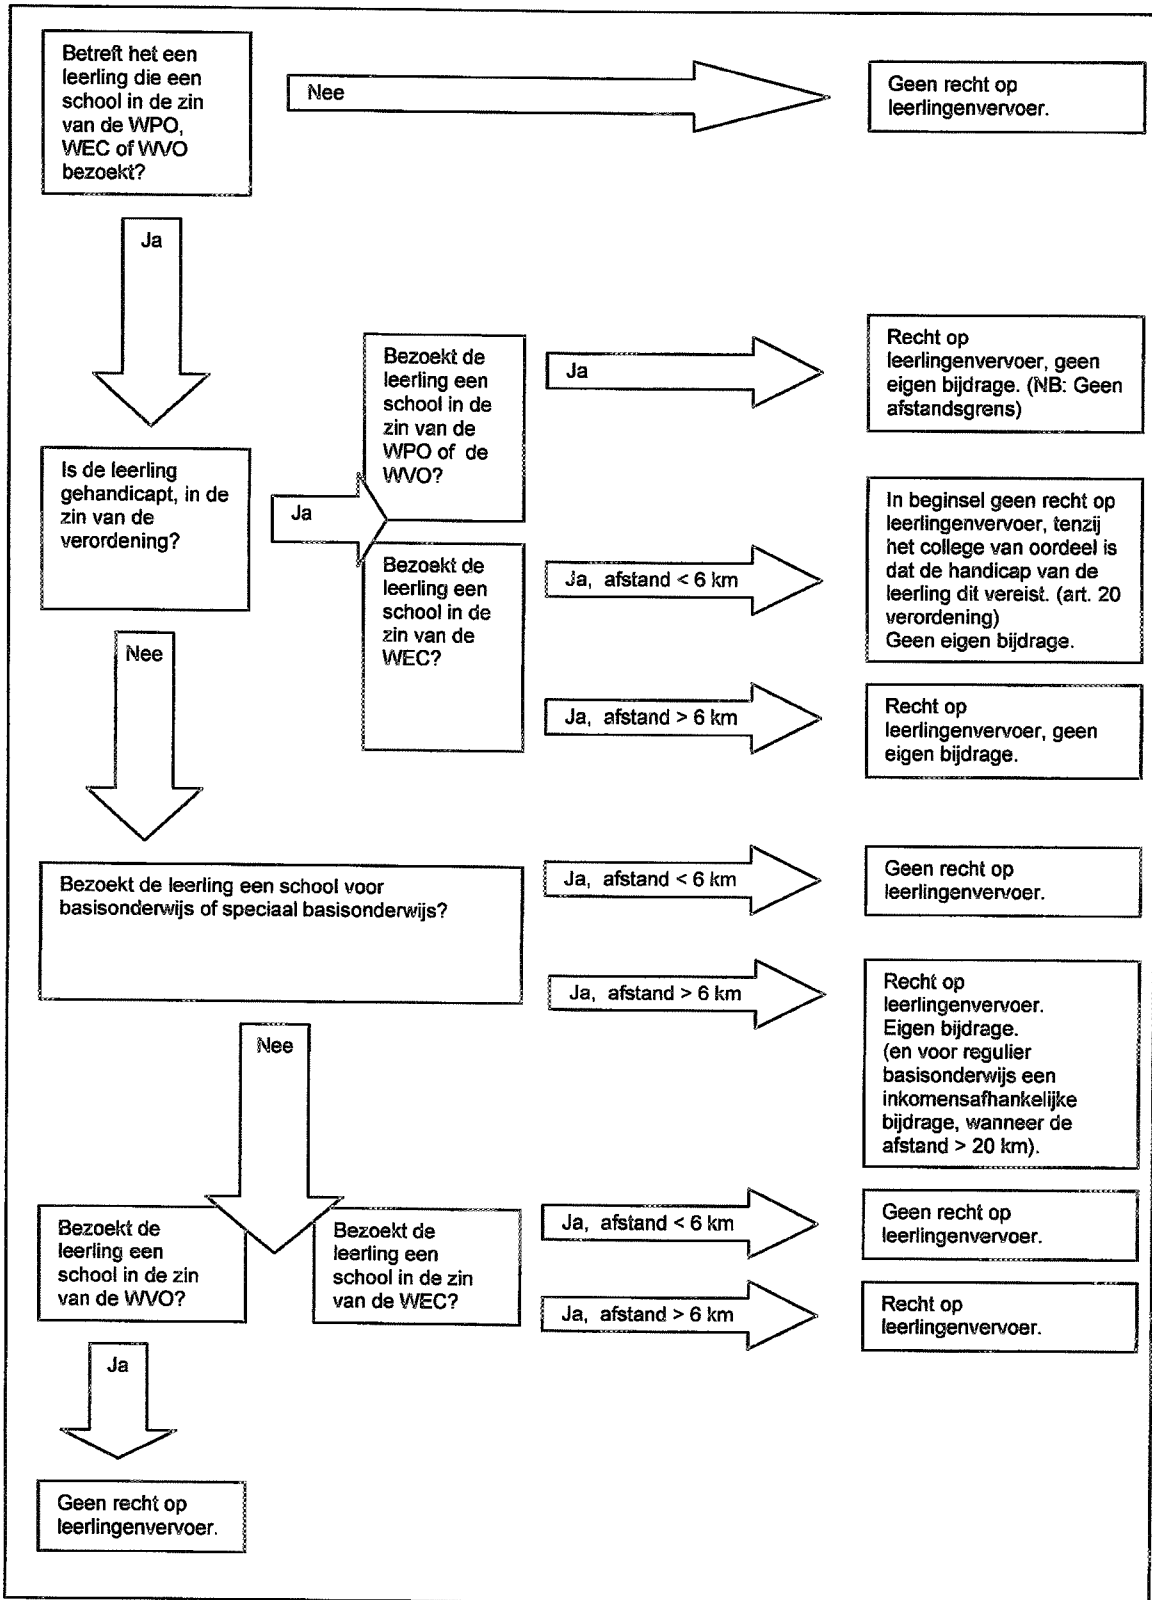 Betreft het een
leerling die een
school in de zin
van de WPO,
WEC of WVO
bezoekt?
Nee
Geen recht op
leerlingenvervoer.
Ja
Bezoekt de
leerling een
school in de
zin van de
WPO of de
WVO?
Ja
Recht op
leerlingenvervoer, geen
eigen bijdrage. (NB: Geen
afstandsgrens)
Is de leerling
gehandicapt, in de
zin van de
verordening?
Ja
Bezoekt de
leerling een
school in de
zin van de
WEC?
Ja, afstand < 6 km
In beginsel geen recht op
leerlingenvervoer, tenzij
het college van oordeel is
dat de handicap van de
leerling dit vereist. (art. 20
verordening)
Geen eigen bijdrage.
Ja, afstand > 6 km
Recht op
leerlingenvervoer, geen
eigen bijdrage.
Nee
Bezoekt de leerling een school voor
basisonderwijs of speciaal basisonderwijs?
Ja, afstand < 6 km
Geen recht op
leerlingenvervoer.
Ja, afstand > 6 km
Recht op
leerlingenvervoer.
Eigen bijdrage.
(en voor regulier
basisonderwijs een
inkomensafhankelijke
bijdrage, wanneer de
afstand > 20 km).
Nee
Bezoekt de
leerling een
school in de zin
van de WVO?
Bezoekt de
leerling een
school in de zin
van de WEC?
Ja, afstand < 6 km
Geen recht op
leerlingenvervoer.
Ja, afstand > 6 km
Recht op
leerlingenvervoer.
Ja
Geen recht op
leerlingenvervoer.